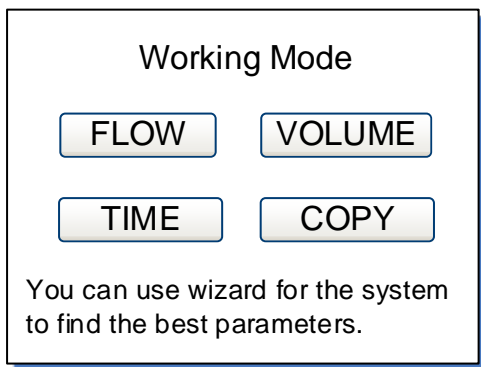 Working Mode
FLOW VOLUME
TIME COPY
You can use wizard for the system
to find the best parameters.